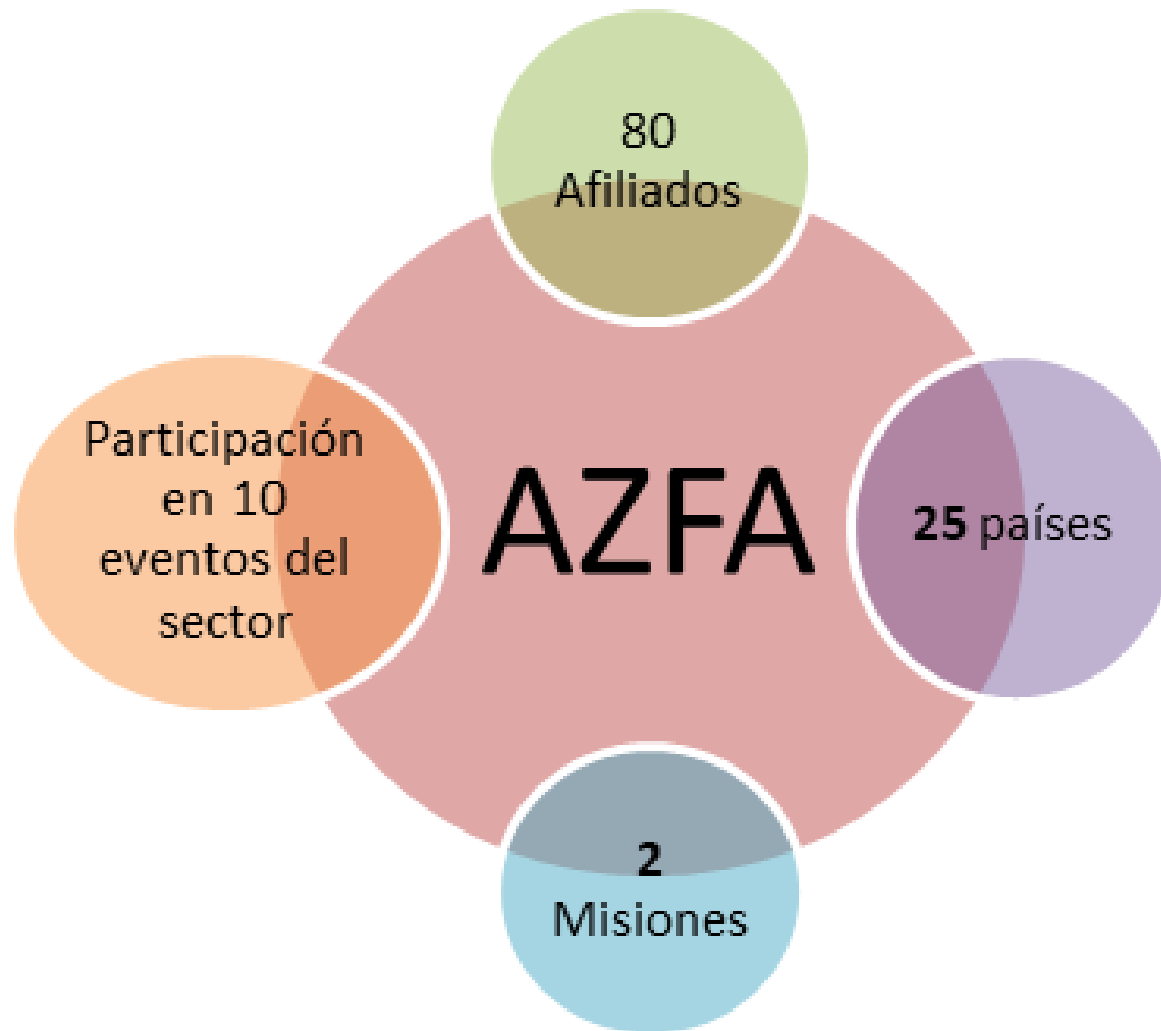 80
Afiliados
Participación
en 10
eventos del
sector
AZFA
25 países
2
Misiones